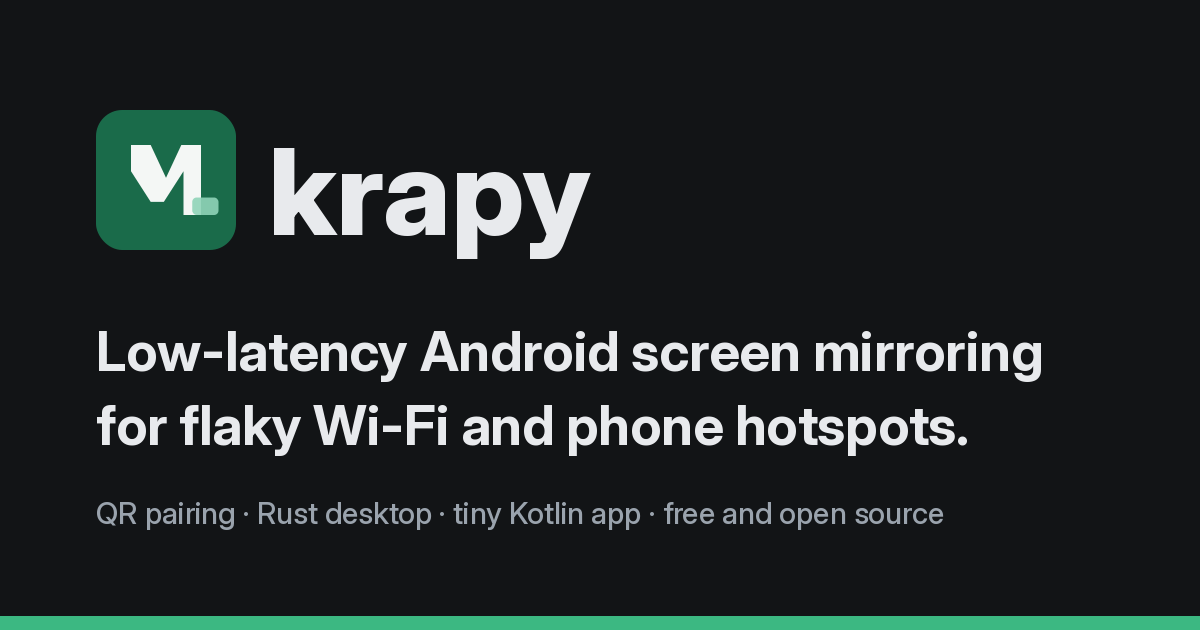 krapy
Low-latency Android screen mirroring
for flaky Wi-Fi and phone hotspots.
QR pairing · Rust desktop · tiny Kotlin app · free and open source